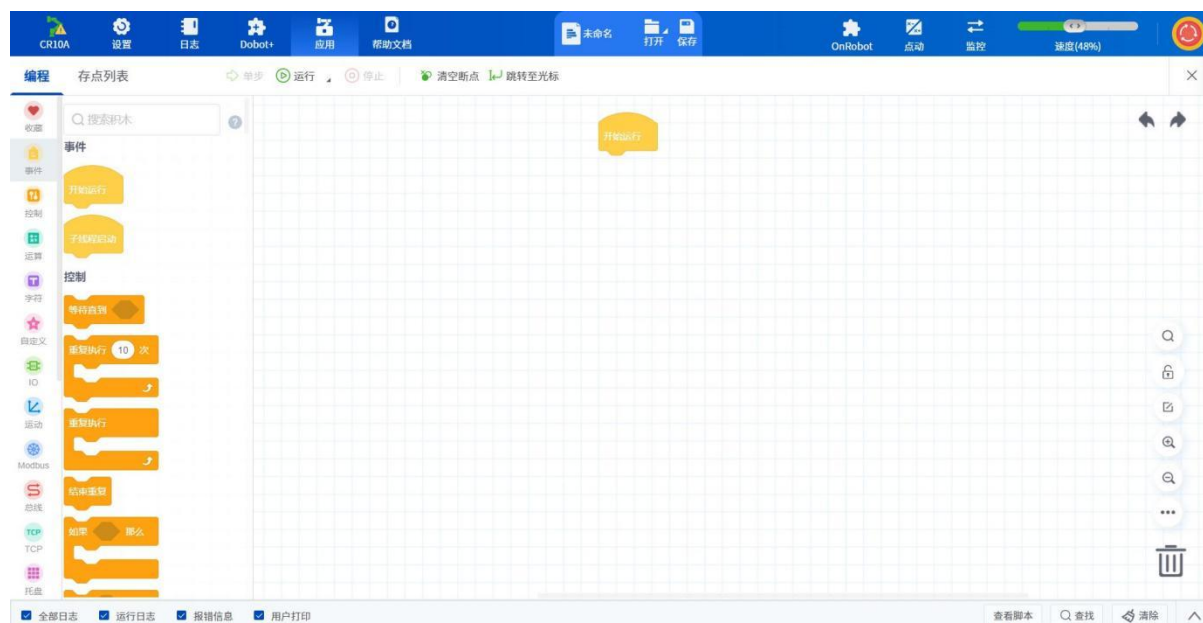 CR10A 设置 日志 Dobot+ 应用 帮助文档 未命名 打开 保存 OnRobot 点动 监控 速度(48%)
编程 存点列表 单步 运行 停止 清空断点 跳转至光标
收藏
搜索积木
事件
事件
开始运行
开始运行
子线程启动
控制
控制
等待直到
运算
重复执行 10 次
字符
自定义
IO
重复执行
运动
Modbus
结束重复
总线
如果 那么
TCP
TCP
托盘
全部日志 运行日志 报错信息 用户打印 查看脚本 查找 清除